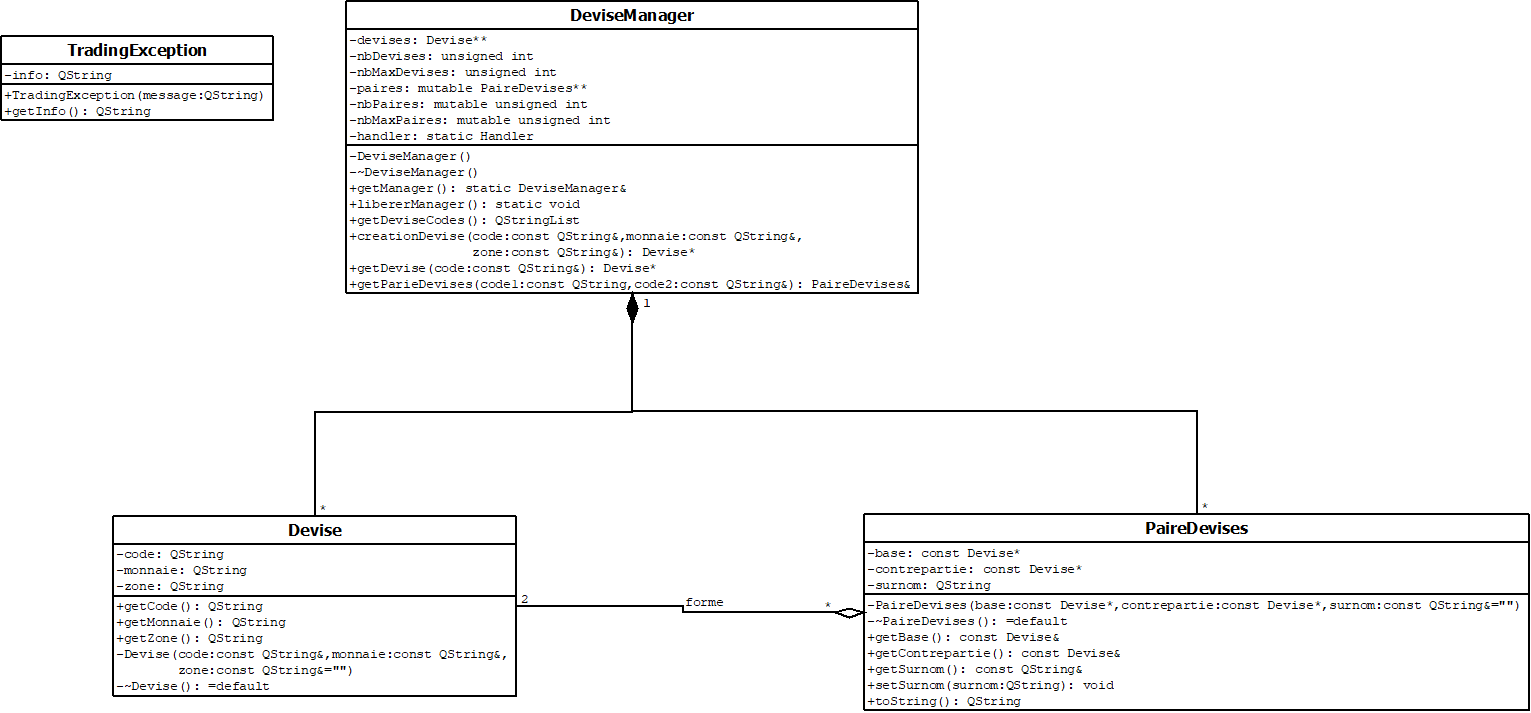 TradingException
-info: QString
+TradingException(message:QString)
+getInfo(): QString
DeviseManager
-devises: Devise**
-nbDevises: unsigned int
-nbMaxDevises: unsigned int
-paires: mutable PaireDevises**
-nbPaires: mutable unsigned int
-nbMaxPaires: mutable unsigned int
-handler: static Handler
-DeviseManager()
-~DeviseManager()
+getManager(): static DeviseManager&
+libererManager(): static void
+getDeviseCodes(): QStringList
+creationDevise(code:const QString&,monnaie:const QString&,
zone:const QString&): Devise*
+getDevise(code:const QString&): Devise*
+getParieDevises(code1:const QString,code2:const QString&): PaireDevises&
1
*
*
Devise
-code: QString
-monnaie: QString
-zone: QString
+getCode(): QString
+getMonnaie(): QString
+getZone(): QString
-Devise(code:const QString&,monnaie:const QString&,
zone:const QString&="")
-~Devise(): =default
2
forme
*
PaireDevises
-base: const Devise*
-contrepartie: const Devise*
-surnom: QString
-PaireDevises(base:const Devise*,contrepartie:const Devise*,surnom:const QString&="")
-~PaireDevises(): =default
+getBase(): const Devise&
+getContrepartie(): const Devise&
+getSurnom(): const QString&
+setSurnom(surnom:QString): void
+toString(): QString